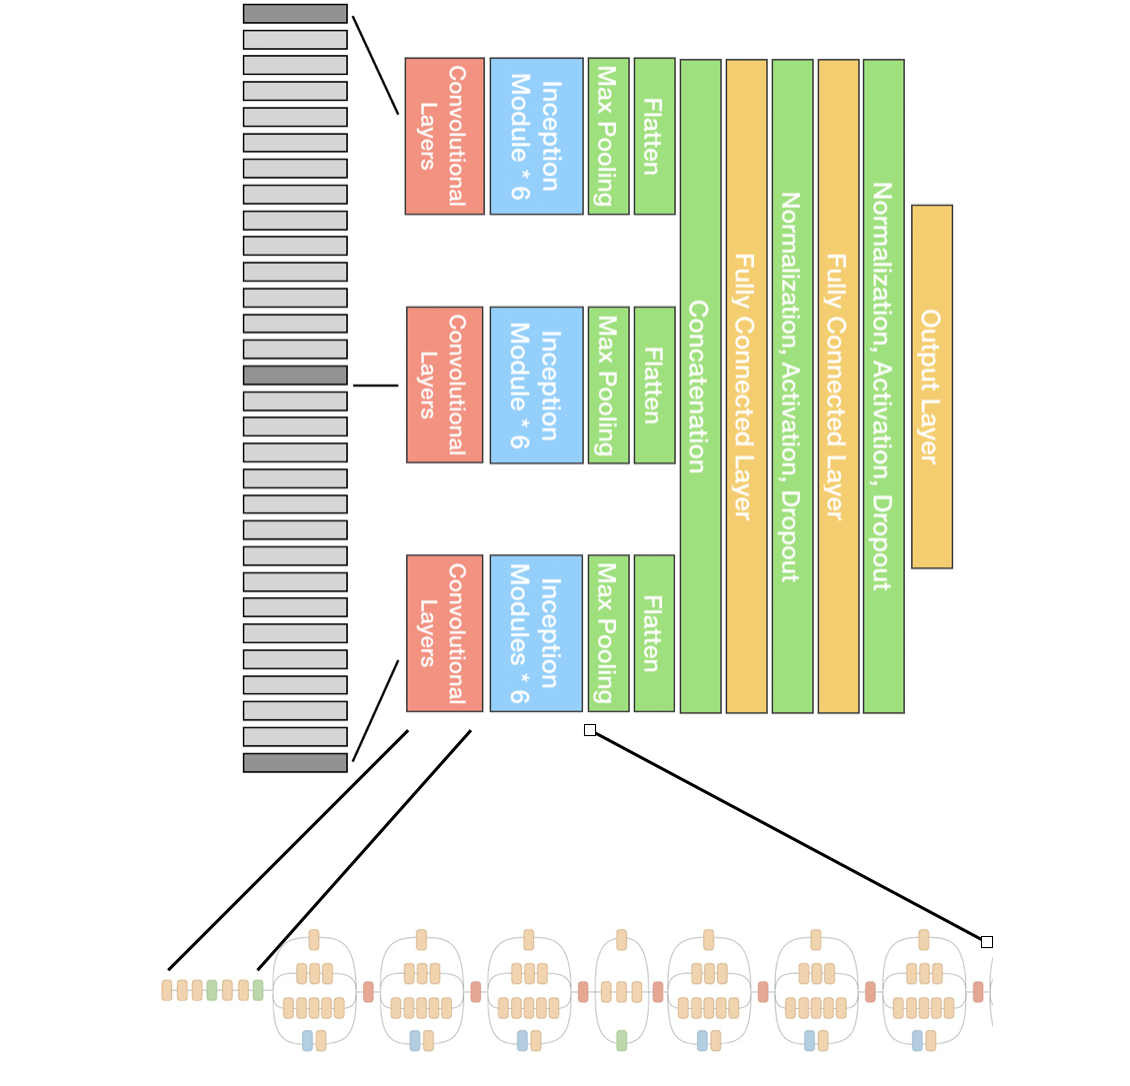 Convolutional
Layers
Inception
Module * 6
Max Pooling
Flatten
Convolutional
Layers
Inception
Module * 6
Max Pooling
Flatten
Convolutional
Layers
Inception
Modules * 6
Max Pooling
Flatten
Concatenation
Fully Connected Layer
Normalization, Activation, Dropout
Fully Connected Layer
Normalization, Activation, Dropout
Output Layer